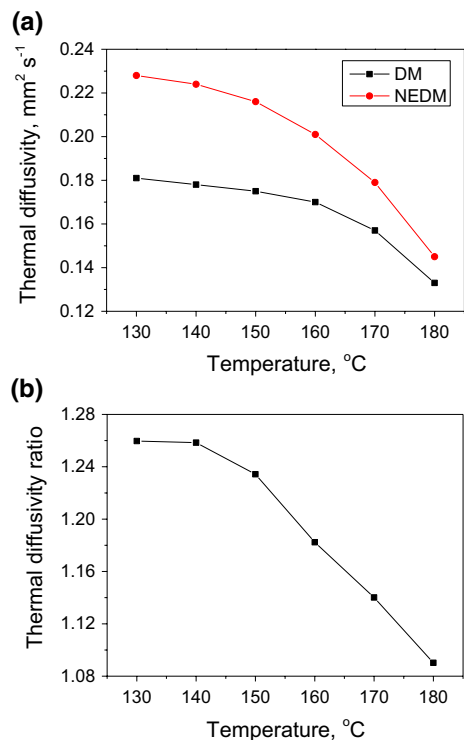 (a)
Thermal diffusivity, mm² s⁻¹
0.24
0.22
0.20
0.18
0.16
0.14
0.12
DM
NEDM
130 140 150 160 170 180
Temperature, °C
(b)
Thermal diffusivity ratio
1.28
1.24
1.20
1.16
1.12
1.08
130 140 150 160 170 180
Temperature, °C